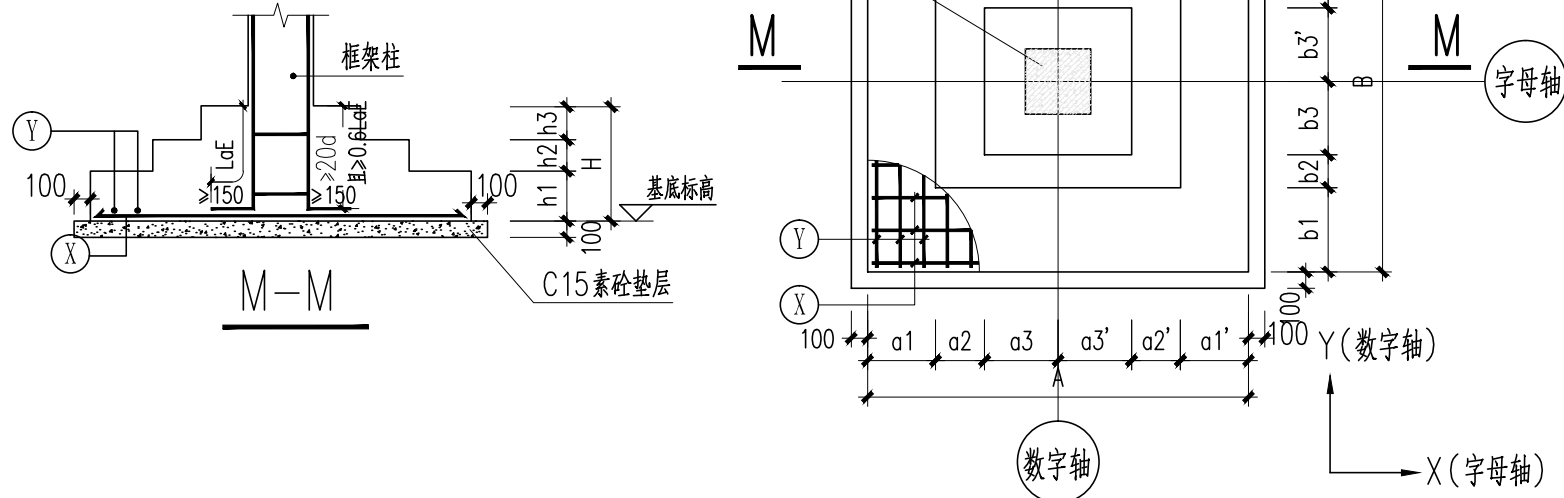 框架柱
Y
LaE
≥20d
且≥0.6LaE
h3
h2
h1
H
100
≥150
≥150
100
基底标高
100
X
C15素砼垫层
M-M
M
M
字母轴
b3'
B
b3
b2
b1
100
Y
X
100
a1
a2
a3
a3'
a2'
a1'
100
A
数字轴
Y(数字轴)
X(字母轴)